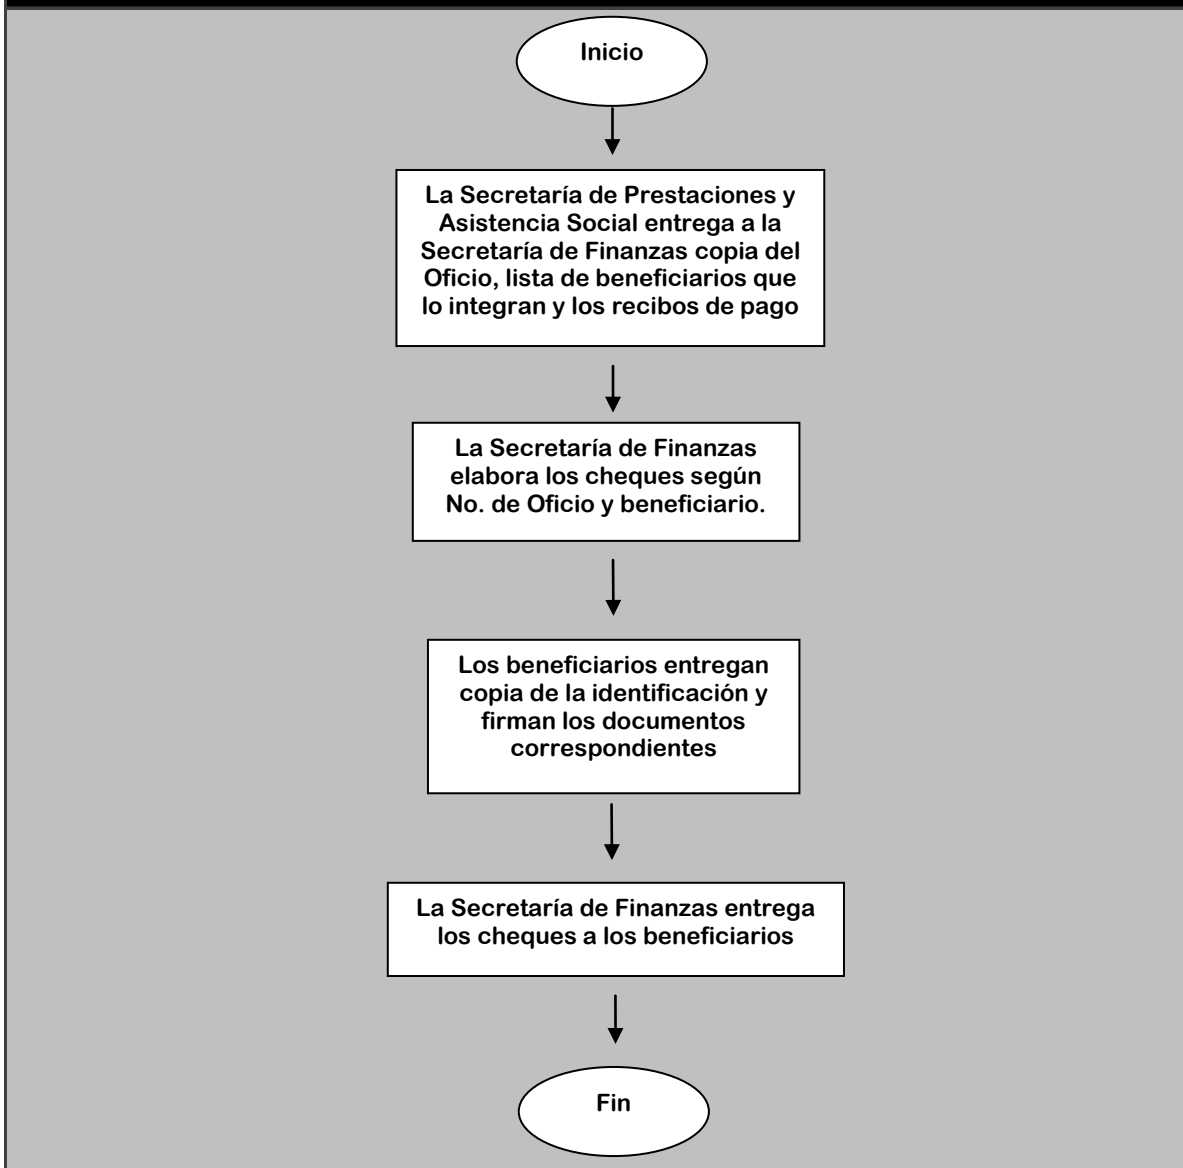 Inicio
La Secretaría de Prestaciones y
Asistencia Social entrega a la
Secretaría de Finanzas copia del
Oficio, lista de beneficiarios que
lo integran y los recibos de pago
La Secretaría de Finanzas
elabora los cheques según
No. de Oficio y beneficiario.
Los beneficiarios entregan
copia de la identificación y
firman los documentos
correspondientes
La Secretaría de Finanzas entrega
los cheques a los beneficiarios
Fin